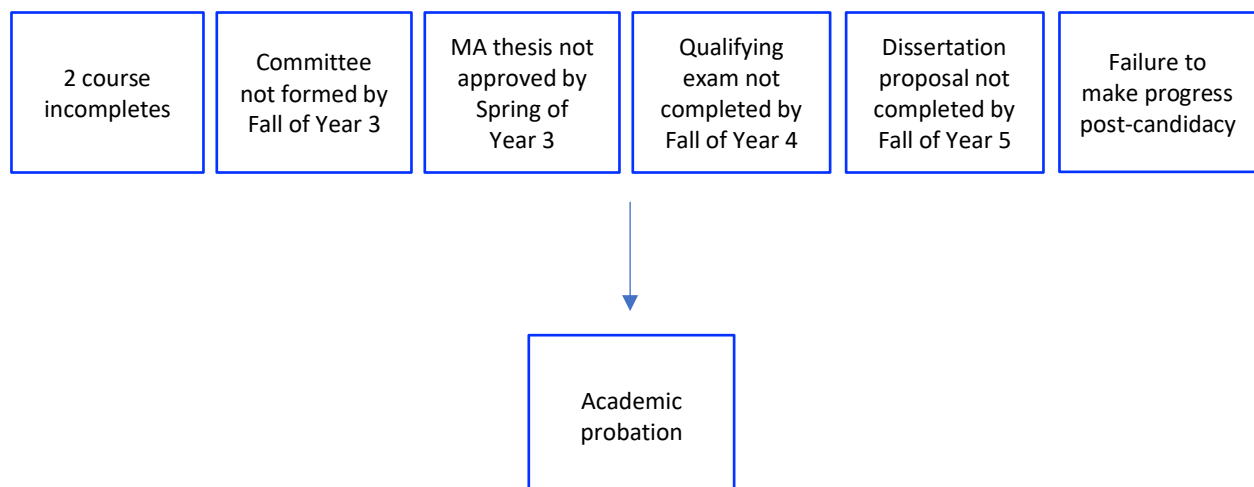 2 course
incompletes
Committee
not formed by
Fall of Year 3
MA thesis not
approved by
Spring of
Year 3
Qualifying
exam not
completed by
Fall of Year 4
Dissertation
proposal not
completed by
Fall of Year 5
Failure to
make progress
post-candidacy
Academic
probation